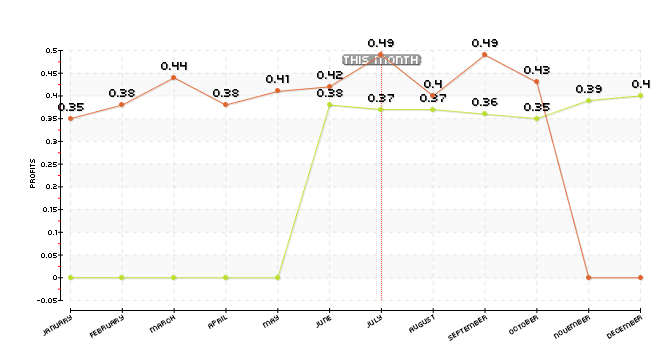 0.49
0.49
0.5
THIS MONTH
0.44
0.43
0.45
0.42
0.41
0.4
0.39
0.4
0.38
0.38
0.38
0.37
0.37
0.36
0.35
0.35
0.4
0.35
0.3
0.25
0.2
0.15
0.1
0.05
0
-0.05
PROFITS
JANUARY
FEBRUARY
MARCH
APRIL
MAY
JUNE
JULY
AUGUST
SEPTEMBER
OCTOBER
NOVEMBER
DECEMBER